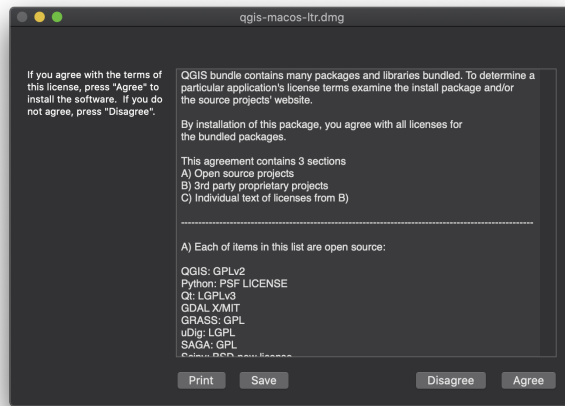 qgis-macos-ltr.dmg
If you agree with the terms of
this license, press "Agree" to
install the software.  If you do
not agree, press "Disagree".
QGIS bundle contains many packages and libraries bundled. To determine a
particular application's license terms examine the install package and/or
the source projects' website.
By installation of this package, you agree with all licenses for
the bundled packages.
This agreement contains 3 sections
A) Open source projects
B) 3rd party proprietary projects
C) Individual text of licenses from B)
A) Each of items in this list are open source:
QGIS: GPLv2
Python: PSF LICENSE
Qt: LGPLv3
GDAL X/MIT
GRASS: GPL
uDig: LGPL
SAGA: GPL
Scipy: BSD-new license
Print
Save
Disagree
Agree